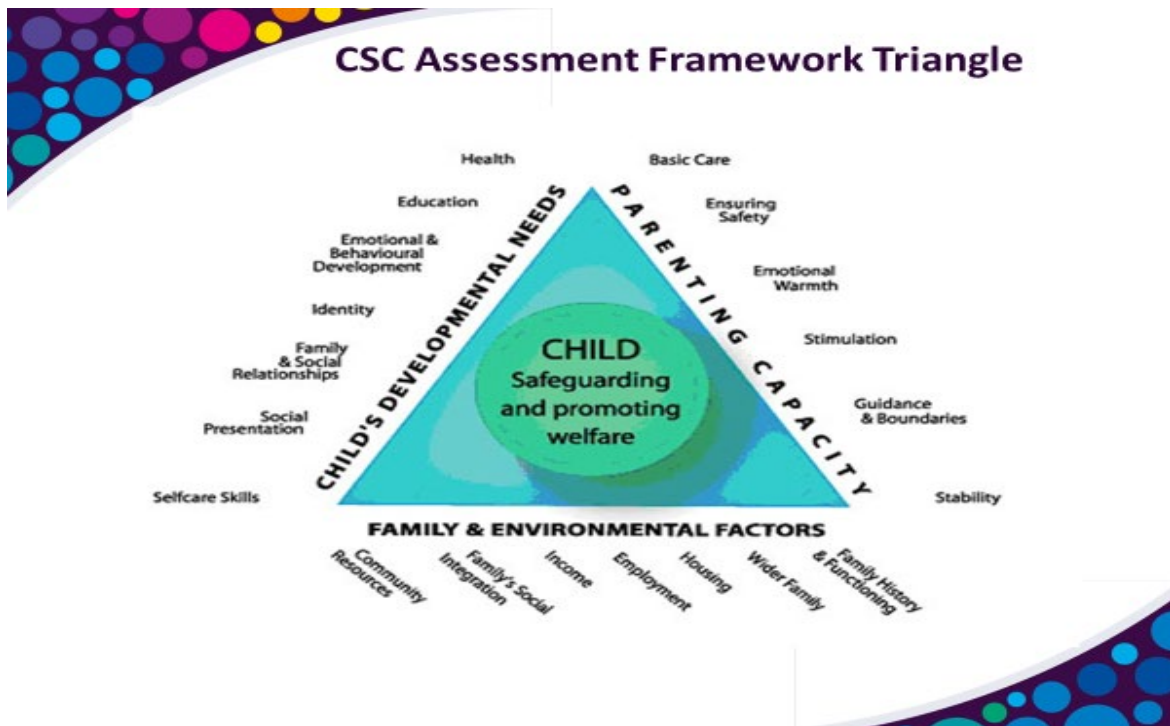 CSC Assessment Framework Triangle
Health
Education
Emotional &
Behavioural
Development
Identity
Family
& Social
Relationships
Social
Presentation
Selfcare Skills
CHILD'S DEVELOPMENTAL NEEDS
CHILD
Safeguarding
and promoting
welfare
PARENTING CAPACITY
Basic Care
Ensuring
Safety
Emotional
Warmth
Stimulation
Guidance
& Boundaries
Stability
FAMILY & ENVIRONMENTAL FACTORS
Community
Resources
Family's Social
Integration
Income
Employment
Housing
Wider Family
Family History
& Functioning